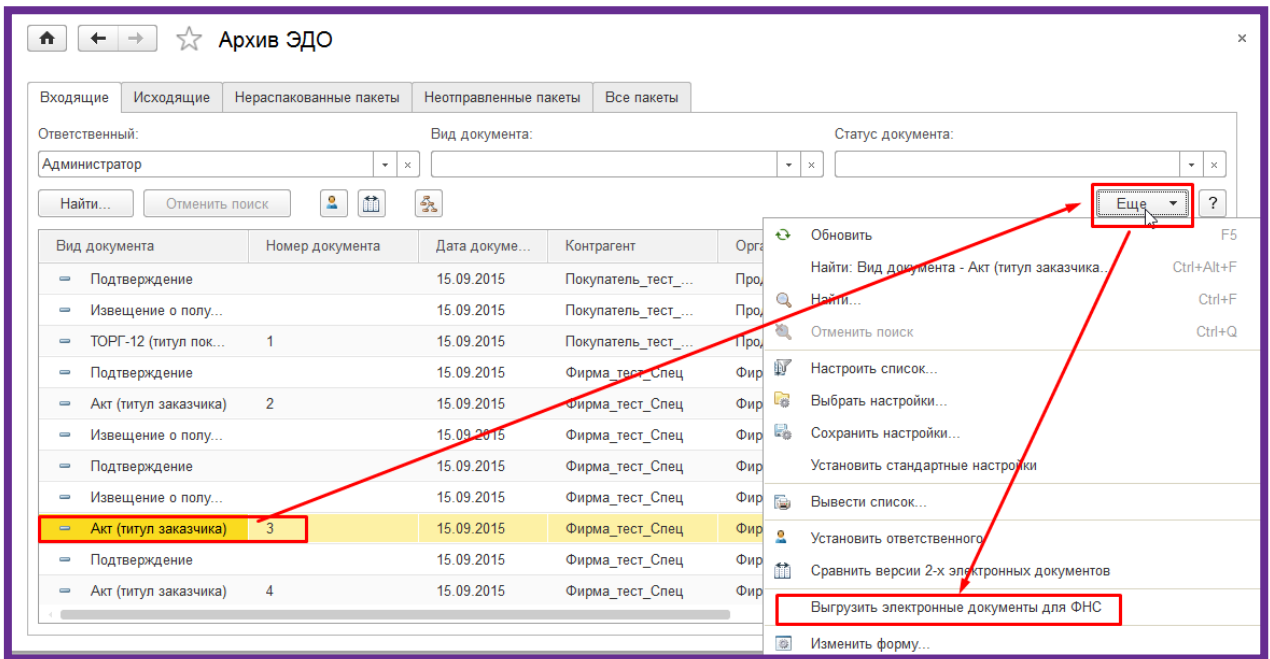 Архив ЭДО
×
Входящие Исходящие Нераспакованные пакеты Неотправленные пакеты Все пакеты
Ответственный: Вид документа: Статус документа:
Администратор
Найти... Отменить поиск Еще ?
Вид документа Номер документа Дата докуме... Контрагент Орга
Подтверждение 15.09.2015 Покупатель_тест_... Прод
Извещение о полу... 15.09.2015 Покупатель_тест_... Прод
ТОРГ-12 (титул пок... 1 15.09.2015 Покупатель_тест_... Прод
Подтверждение 15.09.2015 Фирма_тест_Спец Фир
Акт (титул заказчика) 2 15.09.2015 Фирма_тест_Спец Фир
Извещение о полу... 15.09.2015 Фирма_тест_Спец Фир
Подтверждение 15.09.2015 Фирма_тест_Спец Фир
Извещение о полу... 15.09.2015 Фирма_тест_Спец Фир
Акт (титул заказчика) 3 15.09.2015 Фирма_тест_Спец Фир
Подтверждение 15.09.2015 Фирма_тест_Спец Фир
Акт (титул заказчика) 4 15.09.2015 Фирма_тест_Спец Фир
Обновить F5
Найти: Вид документа - Акт (титул заказчика... Ctrl+Alt+F
Найти... Ctrl+F
Отменить поиск Ctrl+Q
Настроить список...
Выбрать настройки...
Сохранить настройки...
Установить стандартные настройки
Вывести список...
Установить ответственного
Сравнить версии 2-х электронных документов
Выгрузить электронные документы для ФНС
Изменить форму...